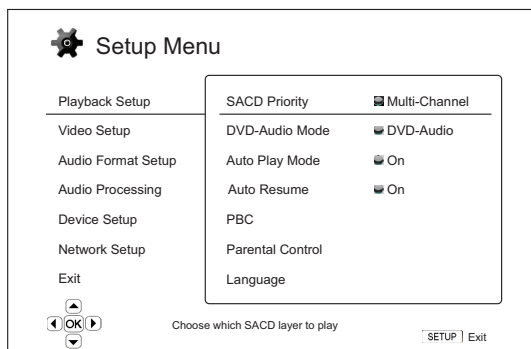 Setup Menu
Playback Setup
Video Setup
Audio Format Setup
Audio Processing
Device Setup
Network Setup
Exit
SACD Priority Multi-Channel
DVD-Audio Mode DVD-Audio
Auto Play Mode On
Auto Resume On
PBC
Parental Control
Language
OK
Choose which SACD layer to play
SETUP Exit